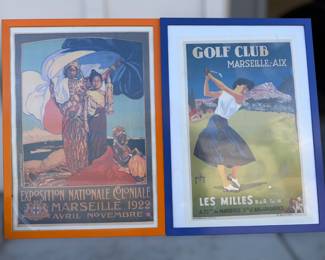 EXPOSITION NATIONALE COLONIALE
MARSEILLE 1922
AVRIL NOVEMBRE
GOLF CLUB
MARSEILLE-AIX
LES MILLES